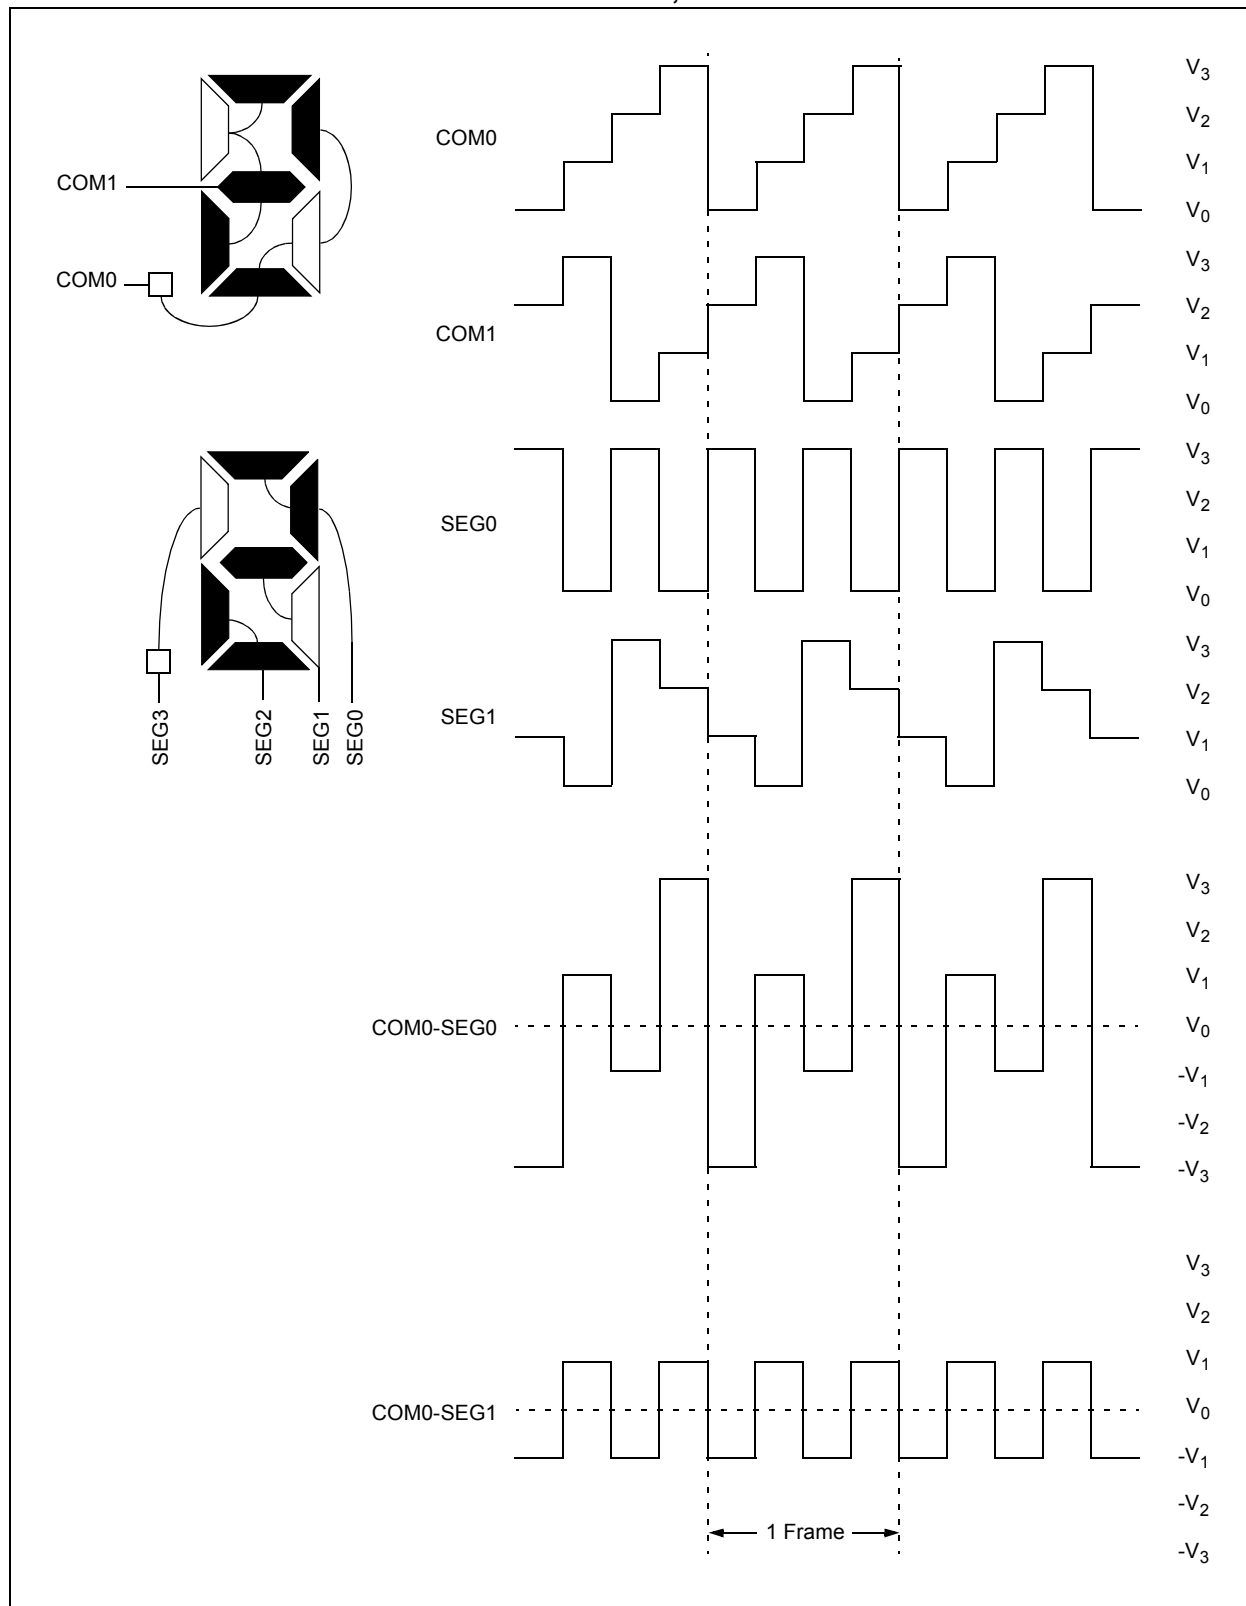 COM1
COM0
SEG3
SEG2
SEG1
SEG0
COM0
V3
V2
V1
V0
COM1
V3
V2
V1
V0
SEG0
V3
V2
V1
V0
SEG1
V3
V2
V1
V0
COM0-SEG0
V3
V2
V1
V0
-V1
-V2
-V3
COM0-SEG1
V3
V2
V1
V0
-V1
-V2
-V3
1 Frame